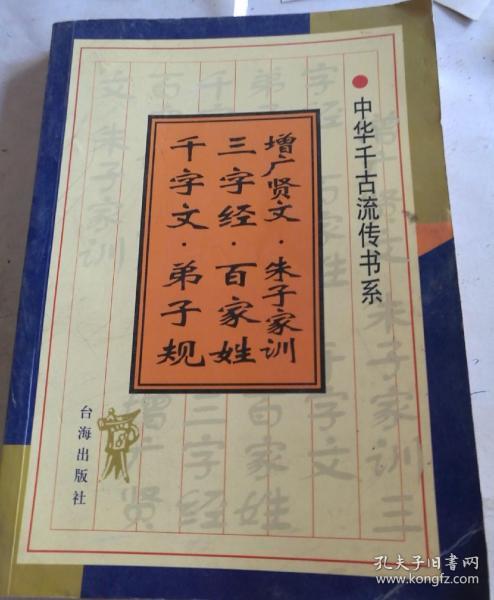 中华千古流传书系
增广贤文·朱子家训
三字经·百家姓
千字文·弟子规
台海出版社
孔夫子旧书网
www.kongfz.com